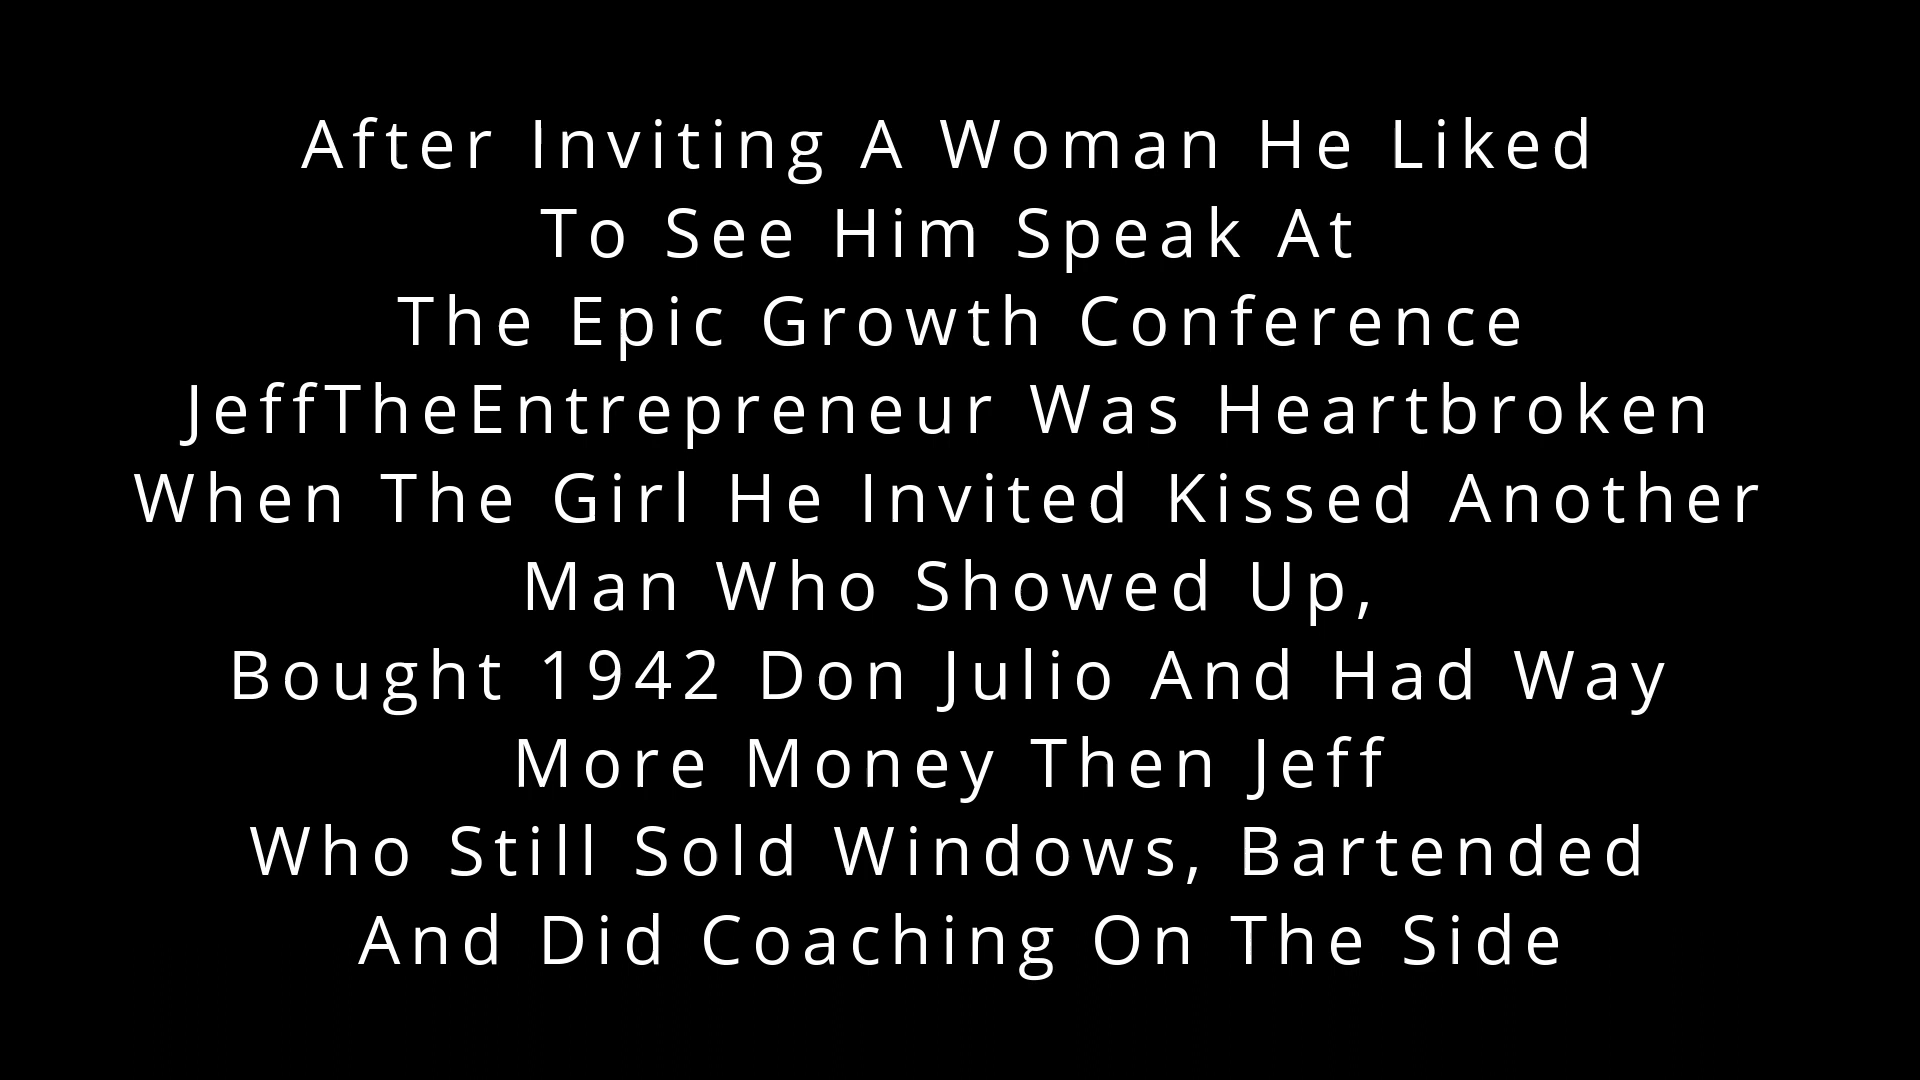 After Inviting A Woman He Liked
To See Him Speak At
The Epic Growth Conference
JeffTheEntrepreneur Was Heartbroken
When The Girl He Invited Kissed Another
Man Who Showed Up,
Bought 1942 Don Julio And Had Way
More Money Then Jeff
Who Still Sold Windows, Bartended
And Did Coaching On The Side